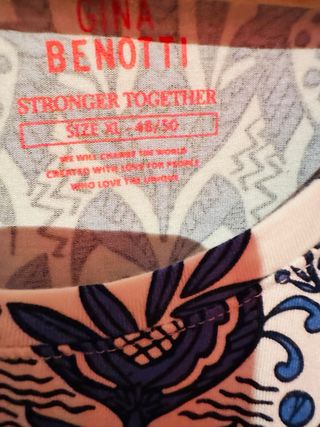 GINA
BENOTTI
STRONGER TOGETHER
SIZE XL - 48/50
WE WILL CHANGE THE WORLD
CREATED WITH LOVE FOR PEOPLE
WHO LOVE THE UNIQUE